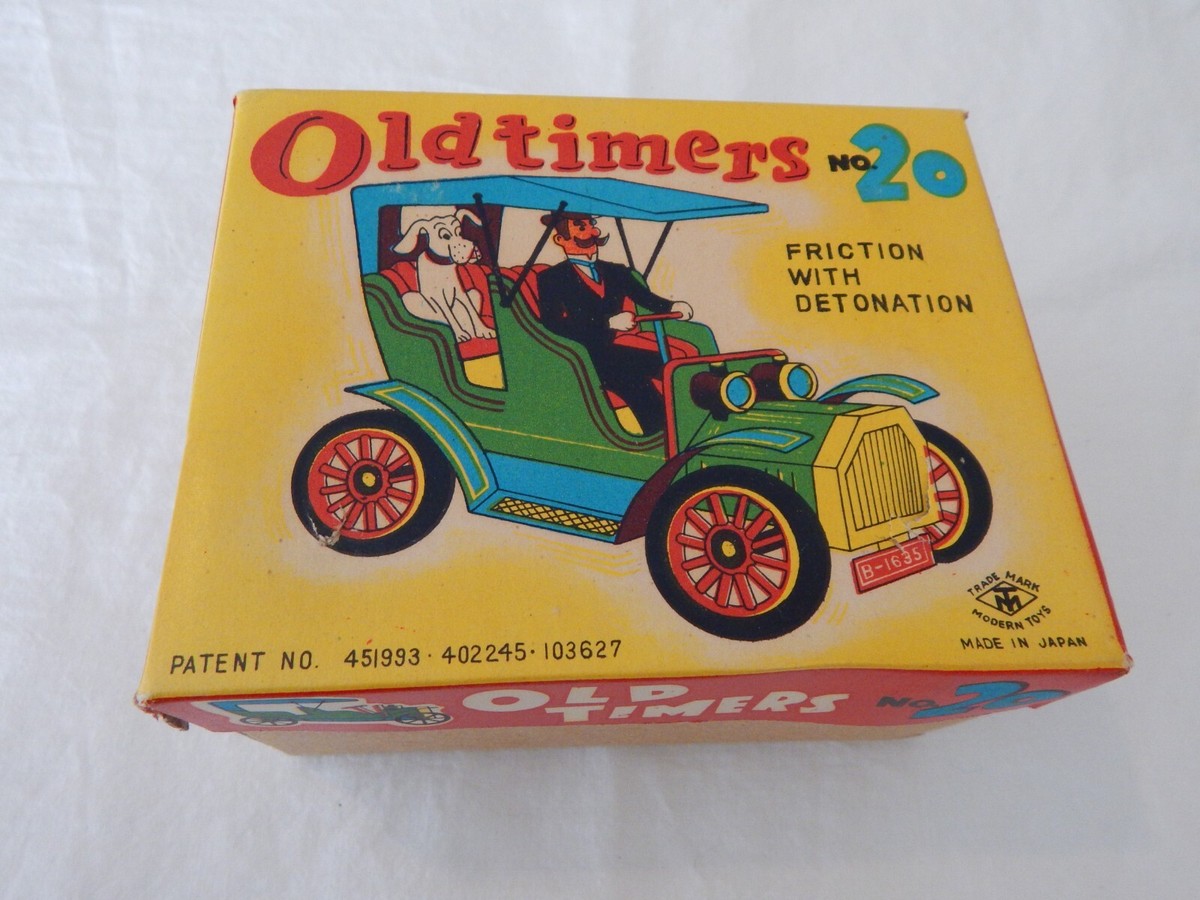 Oldtimers NO. 20
FRICTION
WITH
DETONATION
B-1635
TRADE MARK
TM
MODERN TOYS
MADE IN JAPAN
PATENT NO. 451993 · 402245 · 103627
OLD
TIMERS
NO. 20